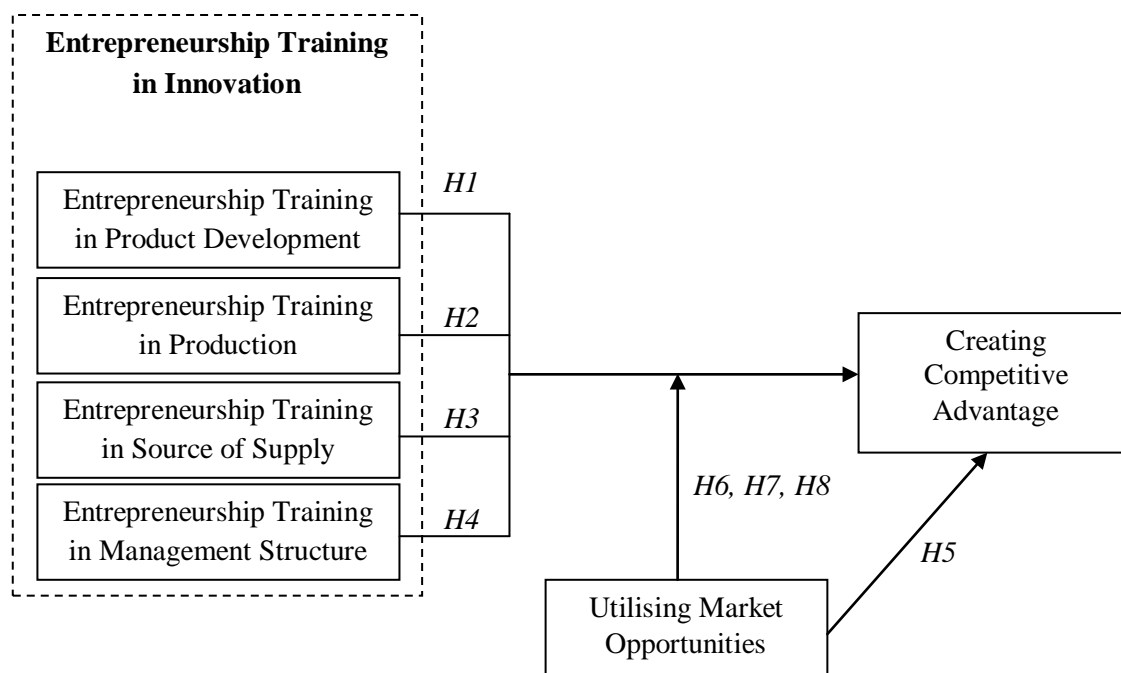 Entrepreneurship Training
in Innovation
Entrepreneurship Training
in Product Development
H1
Entrepreneurship Training
in Production
H2
Entrepreneurship Training
in Source of Supply
H3
Entrepreneurship Training
in Management Structure
H4
Creating
Competitive
Advantage
H6, H7, H8
H5
Utilising Market
Opportunities